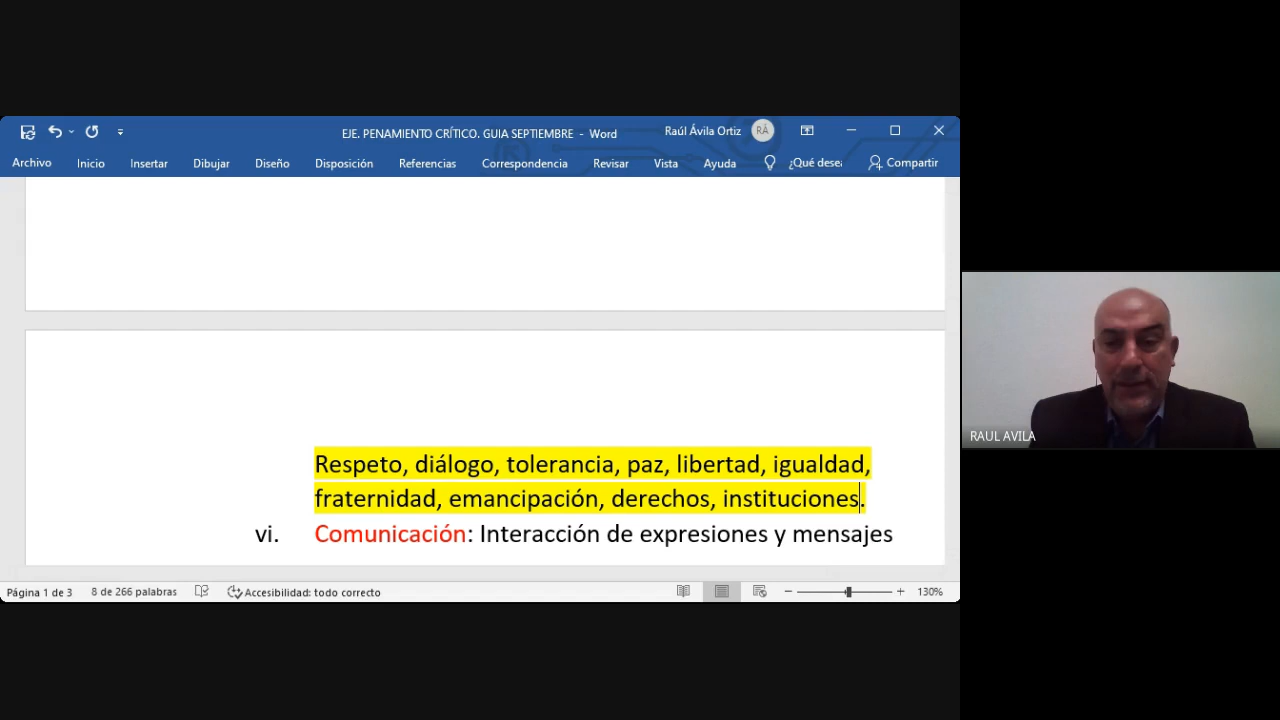 EJE. PENAMIENTO CRÍTICO. GUIA SEPTIEMBRE - Word
Raúl Ávila Ortiz
RÁ
Archivo Inicio Insertar Dibujar Diseño Disposición Referencias Correspondencia Revisar Vista Ayuda ¿Qué dese Compartir
Respeto, diálogo, tolerancia, paz, libertad, igualdad,
fraternidad, emancipación, derechos, instituciones.
vi. Comunicación: Interacción de expresiones y mensajes
RAUL AVILA
Página 1 de 3 8 de 266 palabras Accesibilidad: todo correcto 130%